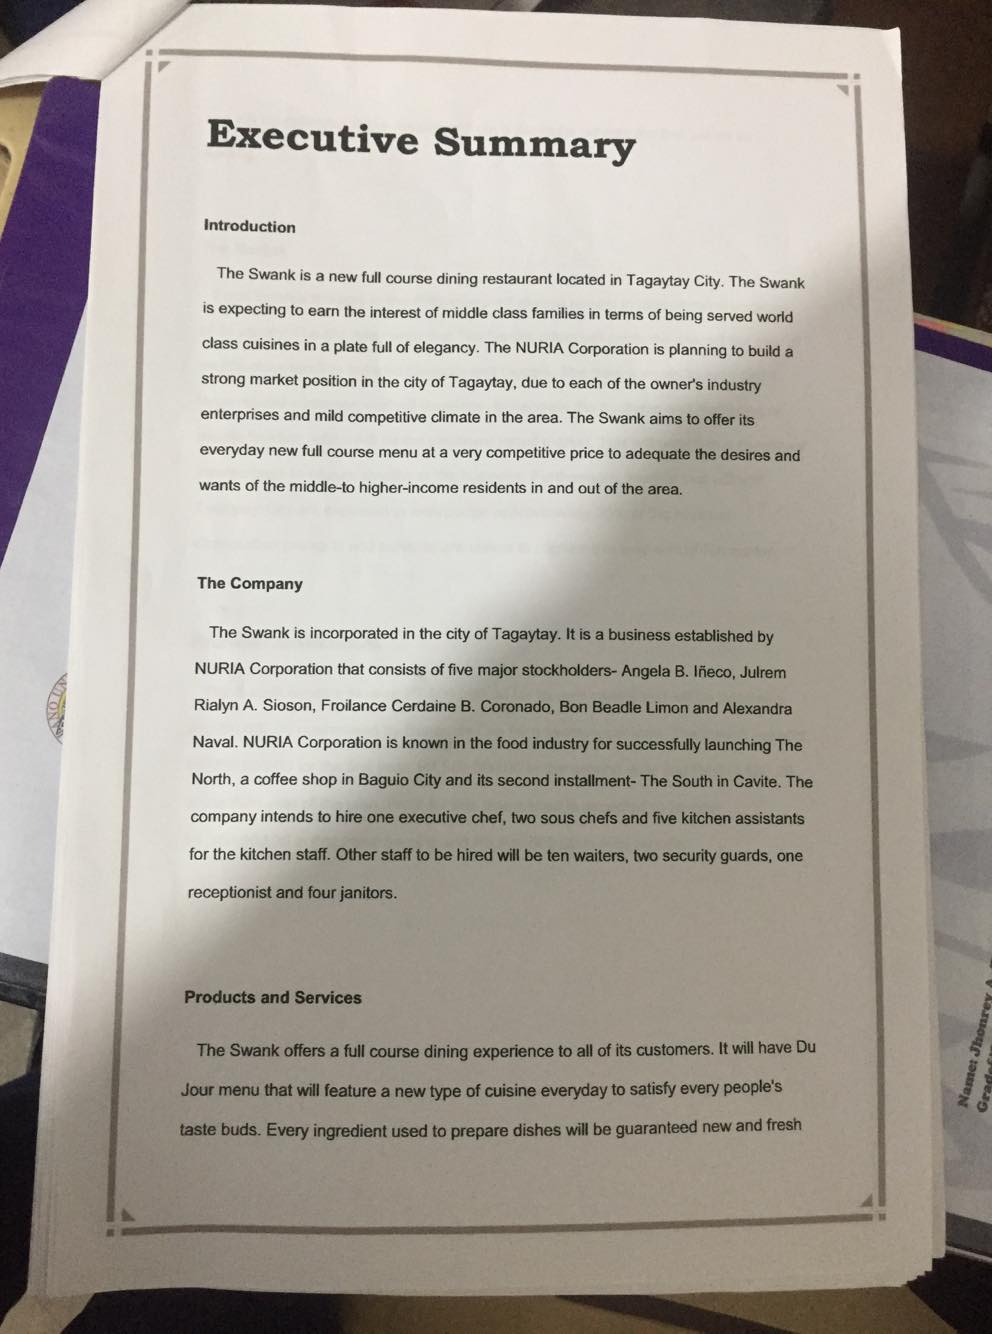 Executive Summary
Introduction
The Swank is a new full course dining restaurant located in Tagaytay City. The Swank
is expecting to earn the interest of middle class families in terms of being served world
class cuisines in a plate full of elegancy. The NURIA Corporation is planning to build a
strong market position in the city of Tagaytay, due to each of the owner's industry
enterprises and mild competitive climate in the area. The Swank aims to offer its
everyday new full course menu at a very competitive price to adequate the desires and
wants of the middle-to higher-income residents in and out of the area.
The Company
The Swank is incorporated in the city of Tagaytay. It is a business established by
NURIA Corporation that consists of five major stockholders- Angela B. Iñeco, Julrem
Rialyn A. Sioson, Froilance Cerdaine B. Coronado, Bon Beadle Limon and Alexandra
Naval. NURIA Corporation is known in the food industry for successfully launching The
North, a coffee shop in Baguio City and its second installment- The South in Cavite. The
company intends to hire one executive chef, two sous chefs and five kitchen assistants
for the kitchen staff. Other staff to be hired will be ten waiters, two security guards, one
receptionist and four janitors.
Products and Services
The Swank offers a full course dining experience to all of its customers. It will have Du
Jour menu that will feature a new type of cuisine everyday to satisfy every people's
taste buds. Every ingredient used to prepare dishes will be guaranteed new and fresh
Name: Jhonrey A.